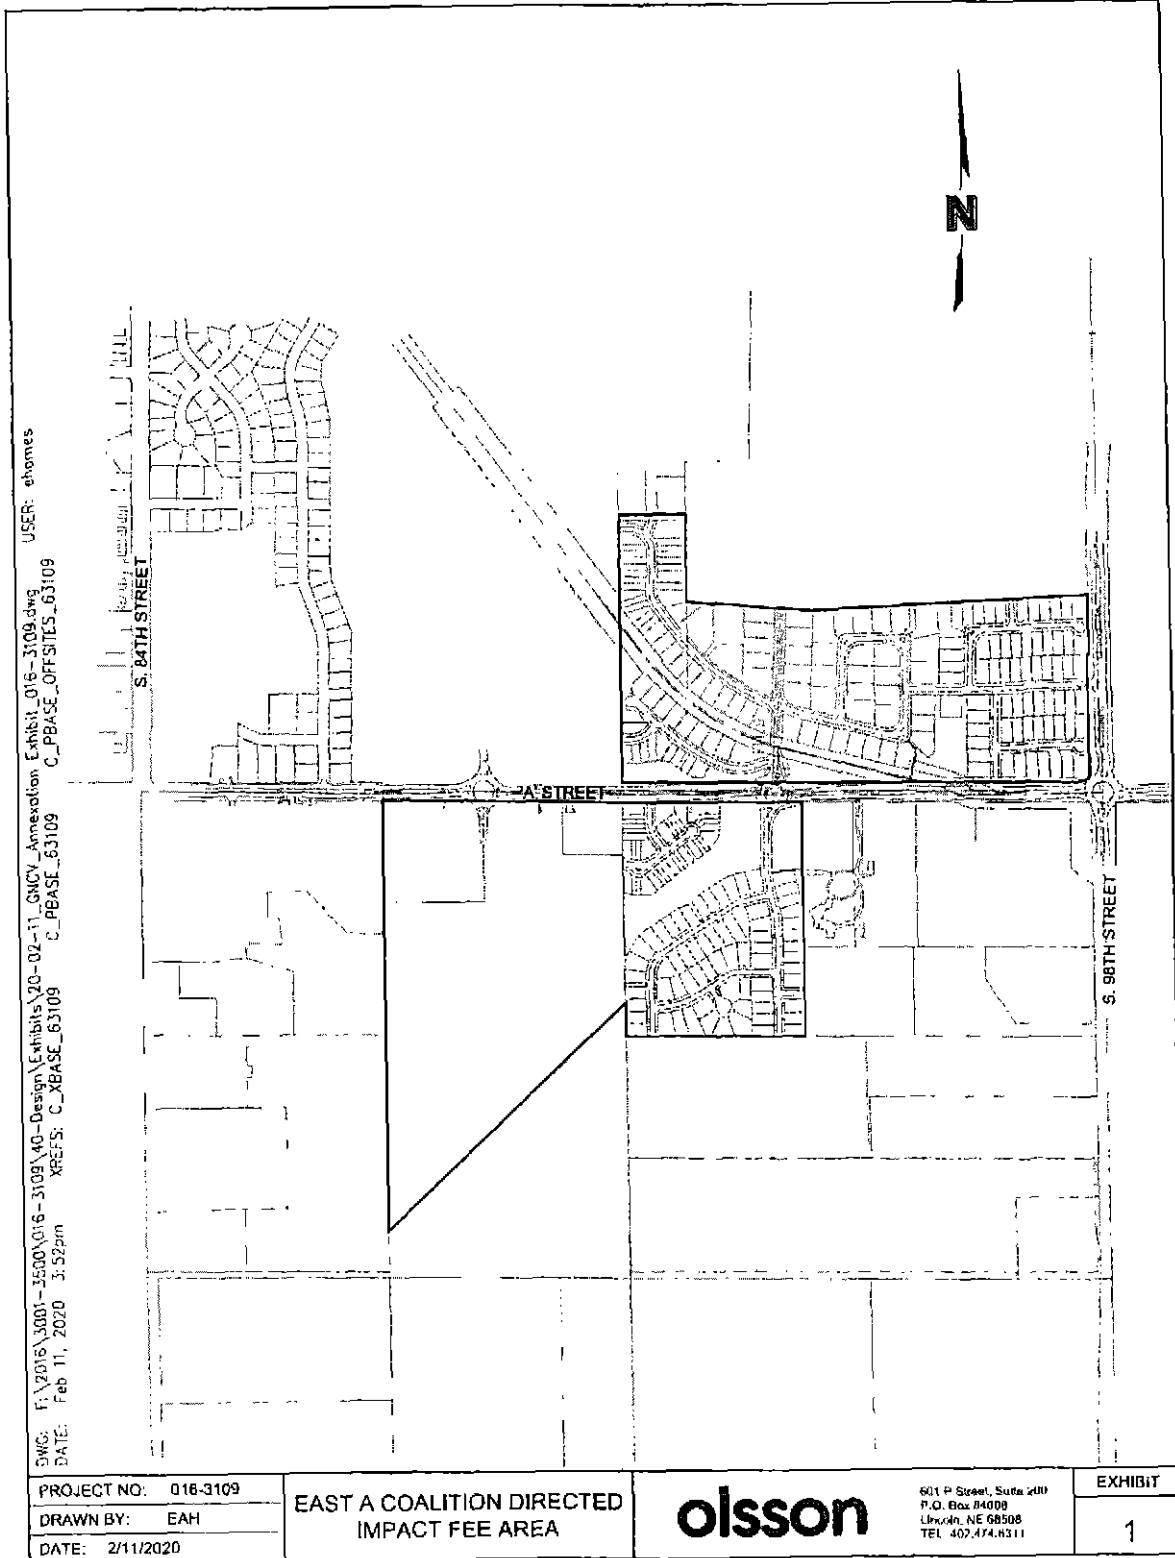 N
S. 84TH STREET
'A' STREET
S. 98TH STREET
DWG: F:\2016\3001-3500\016-3109\40-Design\Exhibits\20-02-11_GNCV_Annexation Exhibit_016-3109.dwg USER: ehomes
DATE: Feb 11, 2020 3:52pm XREFS: C_XBASE_63109 C_PBASE_63109 C_PBASE_OFFSITES_63109
PROJECT NO: 016-3109
DRAWN BY: EAH
DATE: 2/11/2020
EAST A COALITION DIRECTED
IMPACT FEE AREA
olsson
601 P Street, Suite 200
P.O. Box 84608
Lincoln, NE 68508
TEL 402.474.6311
EXHIBIT
1